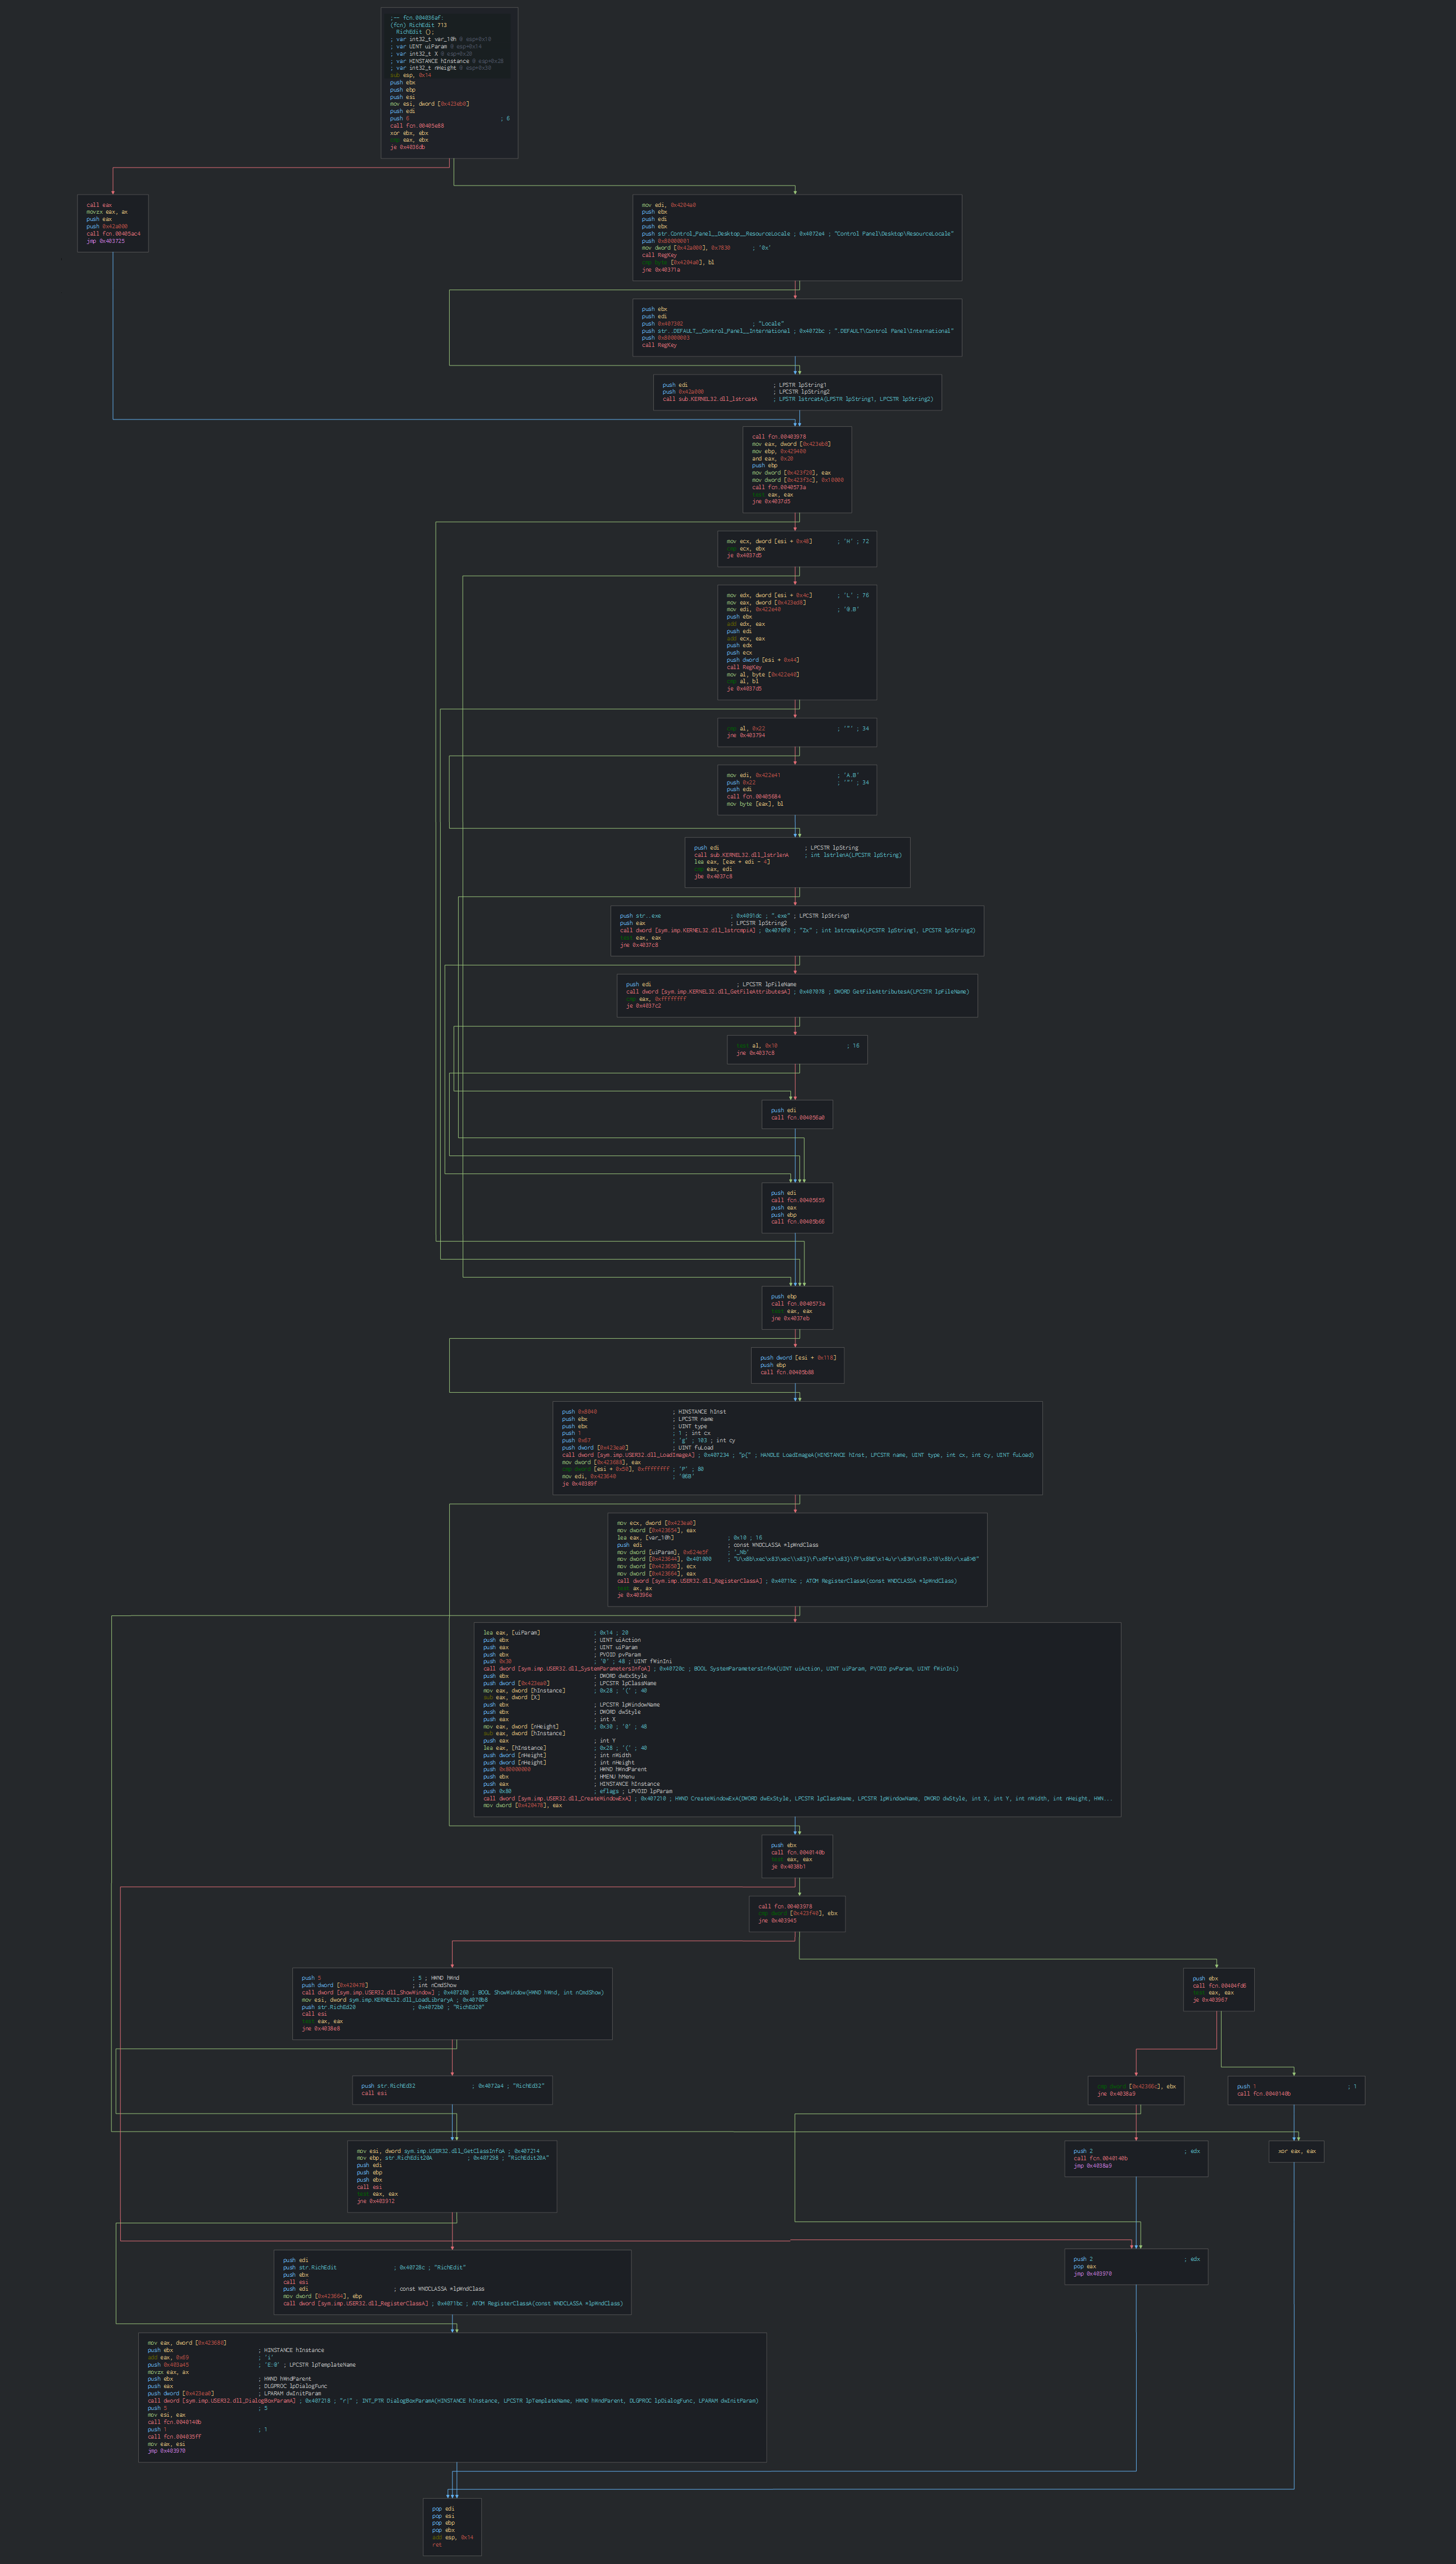 ;-- fcn.004036af:
(fcn) RichEdit 713
RichEdit ();
; var int32_t var_10h @ esp+0x10
; var UINT uiParam @ esp+0x14
; var int32_t X @ esp+0x20
; var HINSTANCE hInstance @ esp+0x28
; var int32_t nHeight @ esp+0x30
sub esp, 0x14
push ebx
push ebp
push esi
mov esi, dword [0x423eb0]
push edi
push 6 ; 6
call fcn.00405e88
xor ebx, ebx
eax, ebx
je 0x4036db
call eax
movzx eax, ax
push eax
push 0x42a000
call fcn.00405ac4
jmp 0x403725
mov edi, 0x4204a0
push ebx
push edi
push ebx
push str.Control_Panel__Desktop__ResourceLocale ; 0x4072e4 ; "Control Panel\Desktop\ResourceLocale"
push 0x80000001
mov dword [0x42a000], 0x7830 ; '0x'
call RegKey
cmp byte [0x4204a0], bl
jne 0x40371a
push ebx
push edi
push 0x407302 ; "Locale"
push str..DEFAULT__Control_Panel__International ; 0x4072bc ; ".DEFAULT\Control Panel\International"
push 0x80000003
call RegKey
push edi ; LPSTR lpString1
push 0x42a000 ; LPCSTR lpString2
call sub.KERNEL32.dll_lstrcatA ; LPSTR lstrcatA(LPSTR lpString1, LPCSTR lpString2)
call fcn.00403978
mov eax, dword [0x423eb8]
mov ebp, 0x429400
and eax, 0x20
push ebp
mov dword [0x423f20], eax
mov dword [0x423f3c], 0x10000
call fcn.0040573a
test eax, eax
jne 0x4037d5
mov ecx, dword [esi + 0x48] ; 'H' ; 72
cmp ecx, ebx
je 0x4037d5
mov edx, dword [esi + 0x4c] ; 'L' ; 76
mov eax, dword [0x423ed8]
mov edi, 0x422e40 ; '@.B'
push ebx
add edx, eax
push edi
add ecx, eax
push edx
push ecx
push dword [esi + 0x44]
call RegKey
mov al, byte [0x422e40]
cmp al, bl
je 0x4037d5
cmp al, 0x22 ; '"' ; 34
jne 0x403794
mov edi, 0x422e41 ; 'A.B'
push 0x22 ; '"' ; 34
push edi
call fcn.00405684
mov byte [eax], bl
push edi ; LPCSTR lpString
call sub.KERNEL32.dll_lstrlenA ; int lstrlenA(LPCSTR lpString)
lea eax, [eax + edi - 4]
cmp eax, edi
jbe 0x4037c8
push str..exe ; 0x4091dc ; ".exe" ; LPCSTR lpString1
push eax ; LPCSTR lpString2
call dword [sym.imp.KERNEL32.dll_lstrcmpiA] ; 0x4070f0 ; "Zx" ; int lstrcmpiA(LPCSTR lpString1, LPCSTR lpString2)
test eax, eax
jne 0x4037c8
push edi ; LPCSTR lpFileName
call dword [sym.imp.KERNEL32.dll_GetFileAttributesA] ; 0x407078 ; DWORD GetFileAttributesA(LPCSTR lpFileName)
cmp eax, 0xffffffff
je 0x4037c2
test al, 0x10 ; 16
jne 0x4037c8
push edi
call fcn.004056a0
push edi
call fcn.00405659
push eax
push ebp
call fcn.00405b66
push ebp
call fcn.0040573a
test eax, eax
jne 0x4037eb
push dword [esi + 0x118]
push ebp
call fcn.00405b88
push 0x8040 ; HINSTANCE hInst
push ebx ; LPCSTR name
push ebx ; UINT type
push 1 ; 1 ; int cx
push 0x67 ; 'g' ; 103 ; int cy
push dword [0x423ea0] ; UINT fuLoad
call dword [sym.imp.USER32.dll_LoadImageA] ; 0x407234 ; "p{" ; HANDLE LoadImageA(HINSTANCE hInst, LPCSTR name, UINT type, int cx, int cy, UINT fuLoad)
mov dword [0x423688], eax
cmp dword [esi + 0x50], 0xffffffff ; 'P' ; 80
mov edi, 0x423640 ; '@6B'
je 0x40389f
mov ecx, dword [0x423ea0]
mov dword [0x423654], eax
lea eax, [var_10h] ; 0x10 ; 16
push edi ; const WNDCLASSA *lpWndClass
mov dword [uiParam], 0x624e5f ; '_Nb'
mov dword [0x423644], 0x401000 ; "U\x8b\xec\x83\xec\\x83}\f\x0ft+\x83}\fF\x8bE\x14u\r\x83H\x18\x10\x8b\r\xa8>B"
mov dword [0x423650], ecx
mov dword [0x423664], eax
call dword [sym.imp.USER32.dll_RegisterClassA] ; 0x4071bc ; ATOM RegisterClassA(const WNDCLASSA *lpWndClass)
test ax, ax
je 0x40396e
lea eax, [uiParam] ; 0x14 ; 20
push ebx ; UINT uiAction
push eax ; UINT uiParam
push ebx ; PVOID pvParam
push 0x30 ; '0' ; 48 ; UINT fWinIni
call dword [sym.imp.USER32.dll_SystemParametersInfoA] ; 0x40720c ; BOOL SystemParametersInfoA(UINT uiAction, UINT uiParam, PVOID pvParam, UINT fWinIni)
push ebx ; DWORD dwExStyle
push dword [0x423ea0] ; LPCSTR lpClassName
mov eax, dword [hInstance] ; 0x28 ; '(' ; 40
sub eax, dword [X]
push ebx ; LPCSTR lpWindowName
push ebx ; DWORD dwStyle
push eax ; int X
mov eax, dword [nHeight] ; 0x30 ; '0' ; 48
sub eax, dword [hInstance]
push eax ; int Y
lea eax, [hInstance] ; 0x28 ; '(' ; 40
push dword [nHeight] ; int nWidth
push dword [nHeight] ; int nHeight
push 0x80000000 ; HWND hWndParent
push ebx ; HMENU hMenu
push eax ; HINSTANCE hInstance
push 0x80 ; eflags ; LPVOID lpParam
call dword [sym.imp.USER32.dll_CreateWindowExA] ; 0x407210 ; HWND CreateWindowExA(DWORD dwExStyle, LPCSTR lpClassName, LPCSTR lpWindowName, DWORD dwStyle, int X, int Y, int nWidth, int nHeight, HWN...
mov dword [0x420478], eax
push ebx
call fcn.0040140b
test eax, eax
je 0x4038b1
call fcn.00403978
cmp dword [0x423f40], ebx
jne 0x403945
push 5 ; 5 ; HWND hWnd
push dword [0x420478] ; int nCmdShow
call dword [sym.imp.USER32.dll_ShowWindow] ; 0x407260 ; BOOL ShowWindow(HWND hWnd, int nCmdShow)
mov esi, dword sym.imp.KERNEL32.dll_LoadLibraryA ; 0x4070b8
push str.RichEd20 ; 0x4072b0 ; "RichEd20"
call esi
test eax, eax
jne 0x4038e8
push ebx
call fcn.00404fd6
test eax, eax
je 0x403967
push str.RichEd32 ; 0x4072a4 ; "RichEd32"
call esi
cmp dword [0x42366c], ebx
jne 0x4038a9
push 1 ; 1
call fcn.0040140b
mov esi, dword sym.imp.USER32.dll_GetClassInfoA ; 0x407214
mov ebp, str.RichEdit20A ; 0x407298 ; "RichEdit20A"
push edi
push ebp
push ebx
call esi
test eax, eax
jne 0x403912
push 2 ; edx
call fcn.0040140b
jmp 0x4038a9
xor eax, eax
push edi
push str.RichEdit ; 0x40728c ; "RichEdit"
push ebx
call esi
push edi ; const WNDCLASSA *lpWndClass
mov dword [0x423664], ebp
call dword [sym.imp.USER32.dll_RegisterClassA] ; 0x4071bc ; ATOM RegisterClassA(const WNDCLASSA *lpWndClass)
push 2 ; edx
pop eax
jmp 0x403970
mov eax, dword [0x423680]
push ebx ; HINSTANCE hInstance
add eax, 0x69 ; 'i'
push 0x403a45 ; 'E:@' ; LPCSTR lpTemplateName
movzx eax, ax
push ebx ; HWND hWndParent
push eax ; DLGPROC lpDialogFunc
push dword [0x423ea0] ; LPARAM dwInitParam
call dword [sym.imp.USER32.dll_DialogBoxParamA] ; 0x407218 ; "r|" ; INT_PTR DialogBoxParamA(HINSTANCE hInstance, LPCSTR lpTemplateName, HWND hWndParent, DLGPROC lpDialogFunc, LPARAM dwInitParam)
push 5 ; 5
mov esi, eax
call fcn.0040140b
push 1 ; 1
call fcn.004035ff
mov eax, esi
jmp 0x403970
pop edi
pop esi
pop ebp
pop ebx
add esp, 0x14
ret